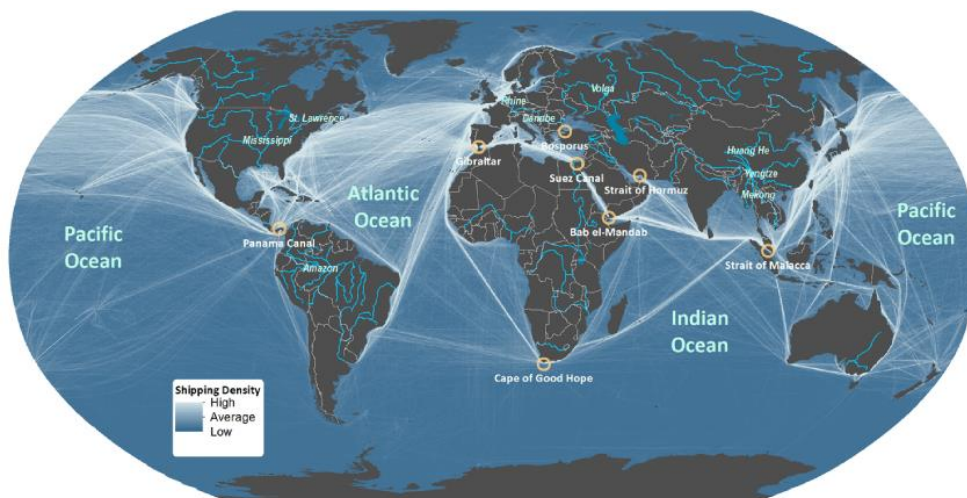 St. Lawrence
Mississippi
Rhine
Volga
Danube
Bosporus
Gibraltar
Suez Canal
Strait of Hormuz
Huang He
Yangtze
Mekong
Atlantic
Ocean
Pacific
Ocean
Pacific
Ocean
Panama Canal
Bab el-Mandab
Strait of Malacca
Amazon
Indian
Ocean
Cape of Good Hope
Shipping Density
High
Average
Low